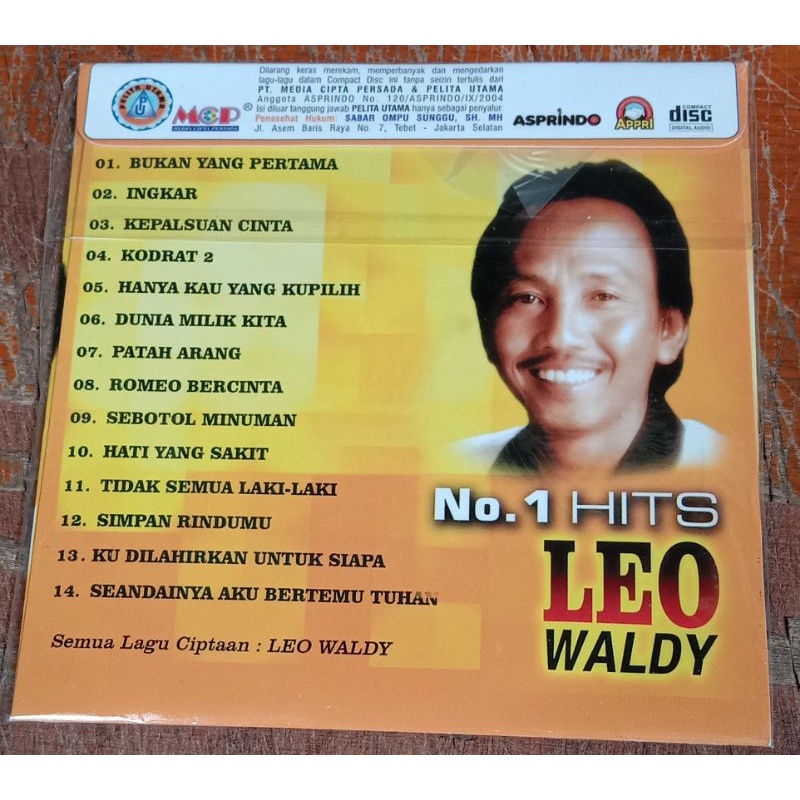 PELITA UTAMA
PU
MCP®
MEDIA CIPTA PERSADA
Dilarang keras merekam, memperbanyak dan mengedarkan
lagu-lagu dalam Compact Disc ini tanpa seizin tertulis dari
PT. MEDIA CIPTA PERSADA & PELITA UTAMA
Anggota ASPRINDO No. 120/ASPRINDO/IX/2004
Isi diluar tanggung jawab PELITA UTAMA hanya sebagai penyalur.
Penasehat Hukum: SABAR OMPU SUNGGU, SH. MH
Jl. Asem Baris Raya No. 7, Tebet - Jakarta Selatan
ASPRINDO
APPRI
COMPACT
disc
DIGITAL AUDIO
01. BUKAN YANG PERTAMA
02. INGKAR
03. KEPALSUAN CINTA
04. KODRAT 2
05. HANYA KAU YANG KUPILIH
06. DUNIA MILIK KITA
07. PATAH ARANG
08. ROMEO BERCINTA
09. SEBOTOL MINUMAN
10. HATI YANG SAKIT
11. TIDAK SEMUA LAKI-LAKI
12. SIMPAN RINDUMU
13. KU DILAHIRKAN UNTUK SIAPA
14. SEANDAINYA AKU BERTEMU TUHAN
Semua Lagu Ciptaan : LEO WALDY
No.1 HITS
LEO
WALDY